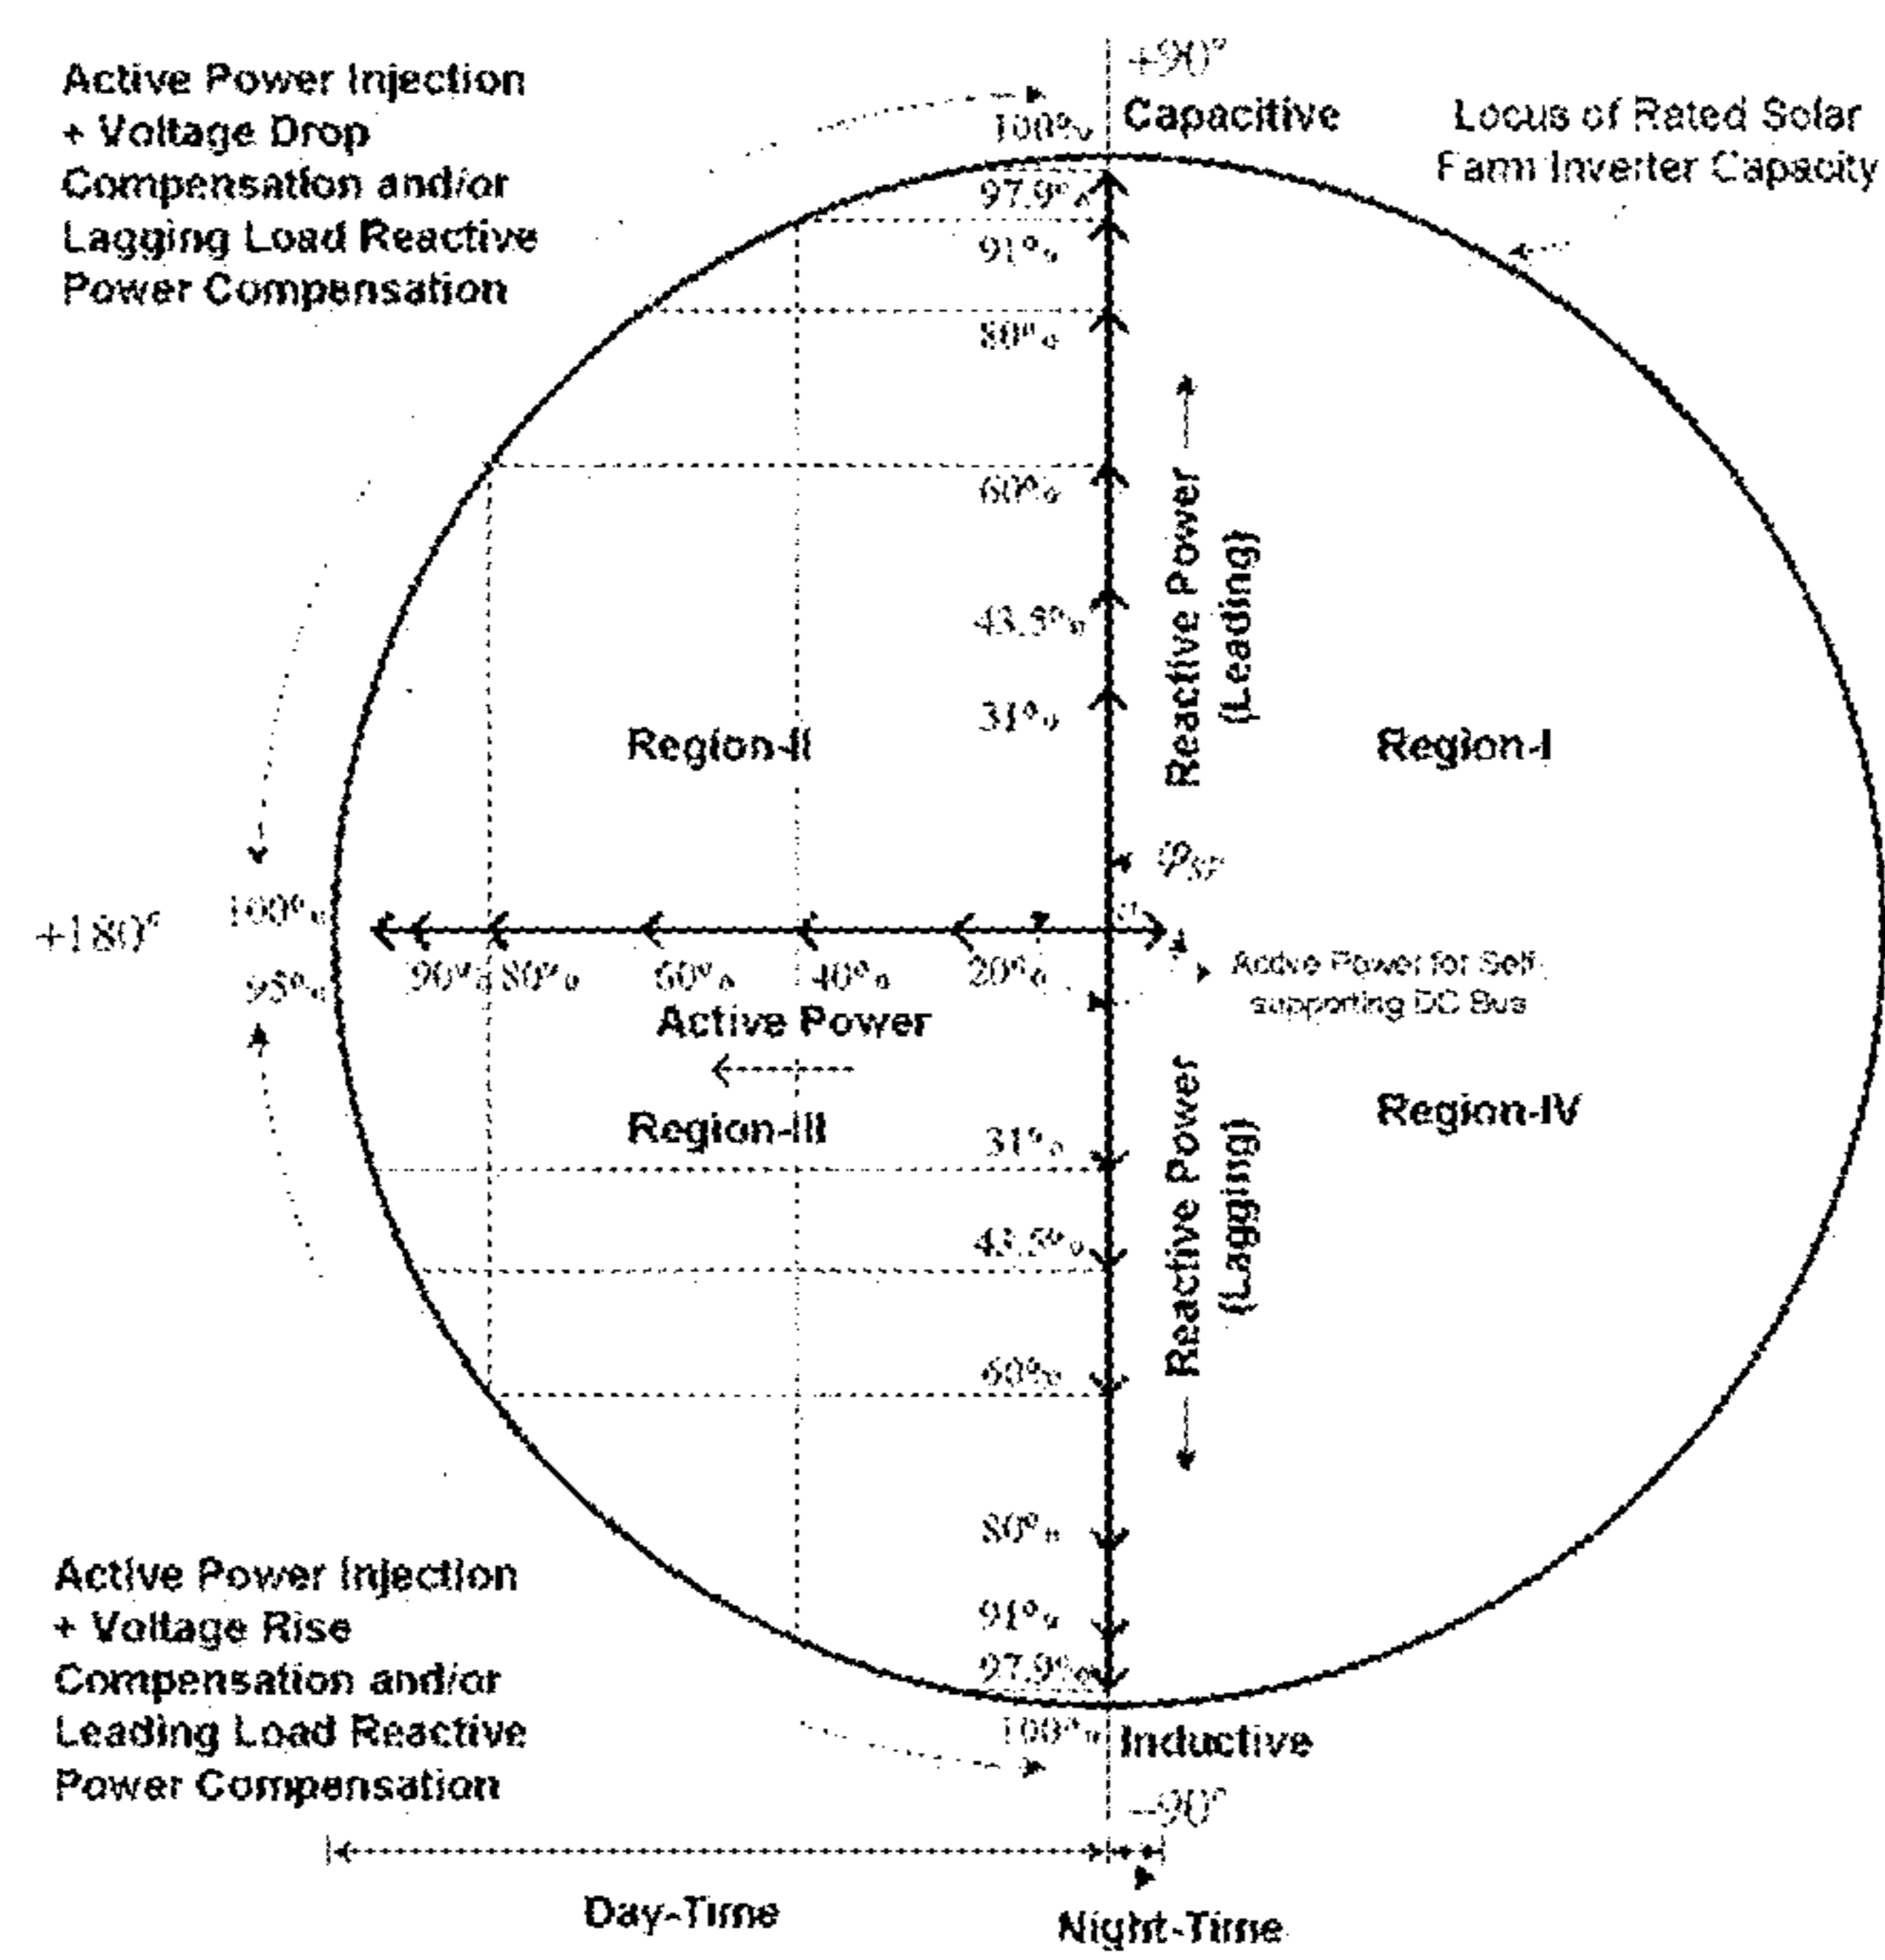 +90°
Active Power Injection
+ Voltage Drop
Compensation and/or
Lagging Load Reactive
Power Compensation
Capacitive
Locus of Rated Solar
Farm Inverter Capacity
100%
97.9%
91%
80%
60%
43.5%
31%
Reactive Power
(Leading)
Region-II
Region-I
+180°
100%
95%
90%
80%
60%
40%
20%
Active Power
Active Power for Self-
supporting DC Bus
Region-III
Region-IV
31%
43.5%
60%
80%
91%
97.9%
100%
Reactive Power
(Lagging)
Inductive
-90°
Active Power Injection
+ Voltage Rise
Compensation and/or
Leading Load Reactive
Power Compensation
Day-Time
Night-Time